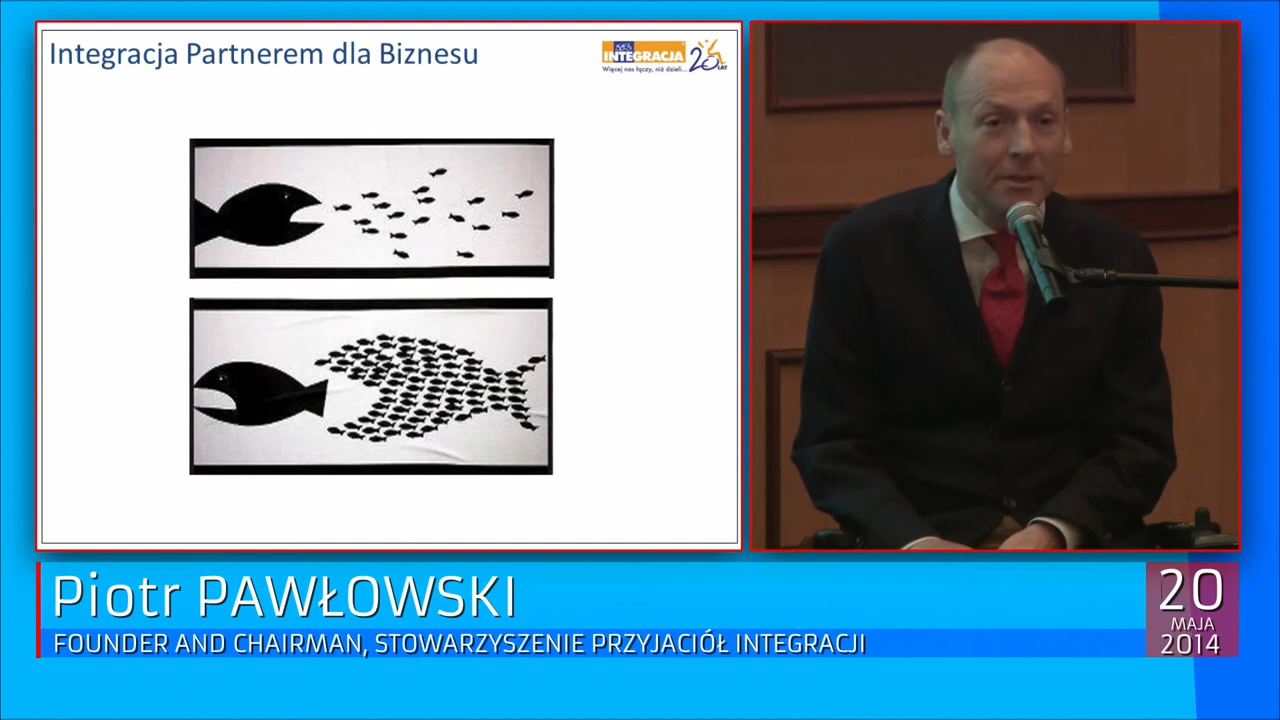 Integracja Partnerem dla Biznesu
INTEGRACJA
Więcej nas łączy, niż dzieli...
20
LAT
Piotr PAWŁOWSKI
FOUNDER AND CHAIRMAN, STOWARZYSZENIE PRZYJACIÓŁ INTEGRACJI
20
MAJA
2014